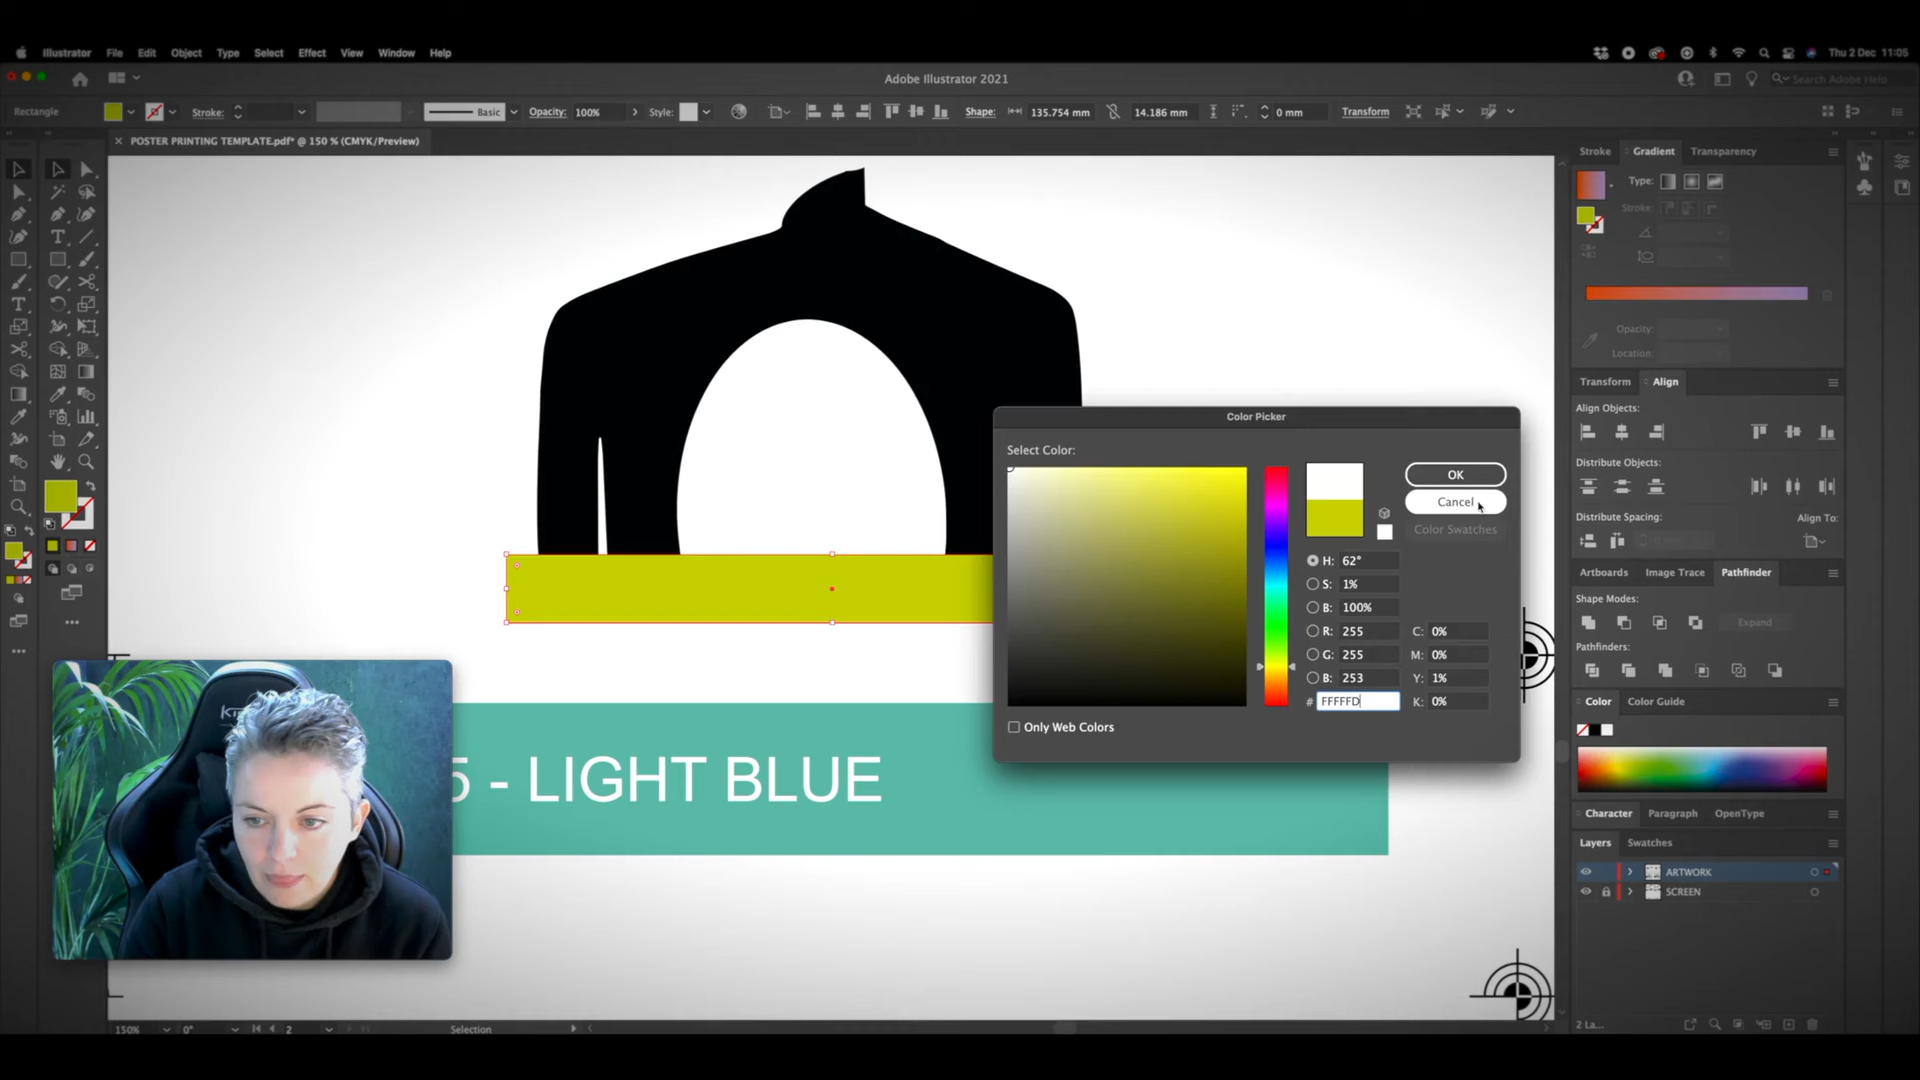 Illustrator File Edit Object Type Select Effect View Window Help
Thu 2 Dec 11:05
Adobe Illustrator 2021
Search Adobe Help
Rectangle
Stroke:
Basic
Opacity: 100%
Style:
Shape:
135.754 mm
14.186 mm
0 mm
Transform
POSTER PRINTING TEMPLATE.pdf* @ 150 % (CMYK/Preview)
Stroke Gradient Transparency
Type:
Stroke:
Opacity:
Location:
Transform Align
Align Objects:
Distribute Objects:
Distribute Spacing:
Align To:
Artboards Image Trace Pathfinder
Shape Modes:
Expand
Pathfinders:
Color Color Guide
Character Paragraph OpenType
Layers Swatches
ARTWORK
SCREEN
2 La...
Color Picker
Select Color:
OK
Cancel
Color Swatches
H: 62°
S: 1%
B: 100%
R: 255
C: 0%
G: 255
M: 0%
B: 253
Y: 1%
# FFFFFD
K: 0%
Only Web Colors
5 - LIGHT BLUE
150%
0°
2
Selection